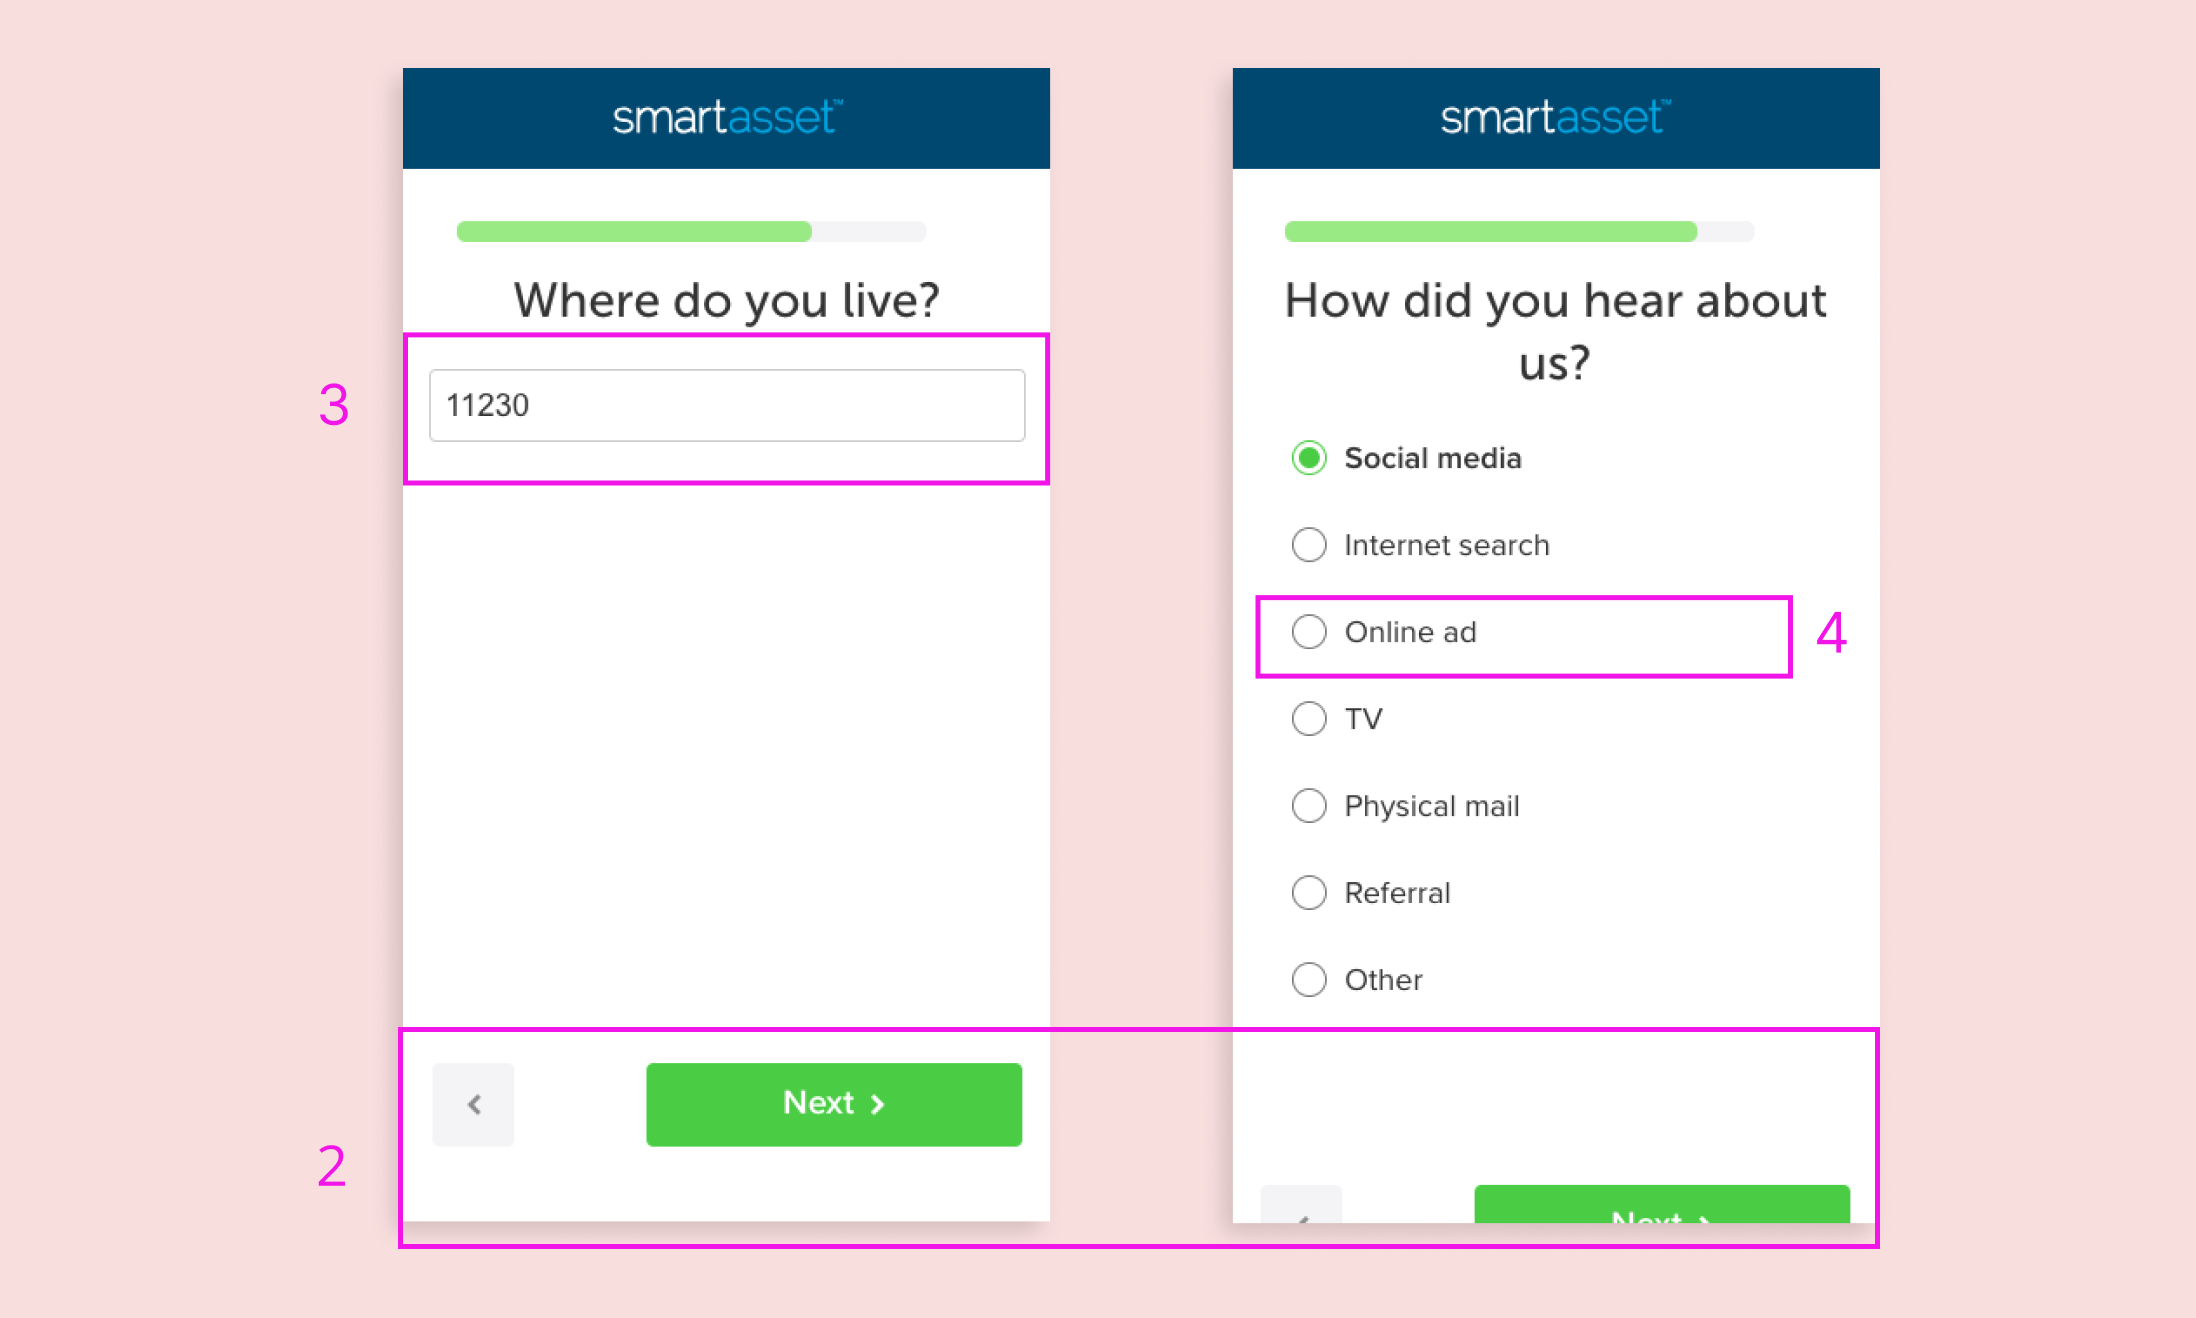 smartasset™
Where do you live?
3
11230
Next
2
smartasset™
How did you hear about
us?
Social media
Internet search
Online ad
4
TV
Physical mail
Referral
Other
Next